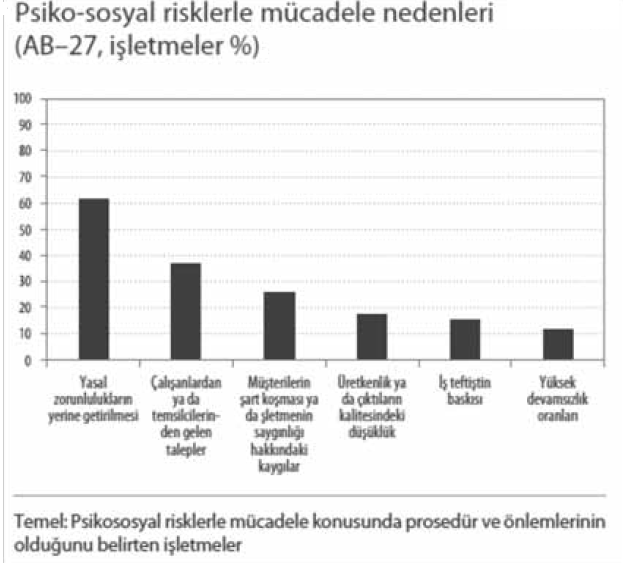 Psiko-sosyal risklerle mücadele nedenleri
(AB–27, işletmeler %)
100
90
80
70
60
50
40
30
20
10
0
Yasal
zorunlulukların
yerine getirilmesi
Çalışanlardan
ya da
temsilcilerin-
den gelen
talepler
Müşterilerin
şart koşması ya
da şletmenin
saygınlığı
hakkındaki
kaygılar
Üretkenlik ya
da çıktıların
kalitesindeki
düşüklük
İş teftiştin
baskısı
Yüksek
devamsızlık
oranları
Temel: Psikososyal risklerle mücadele konusunda prosedür ve önlemlerinin
olduğunu belirten işletmeler